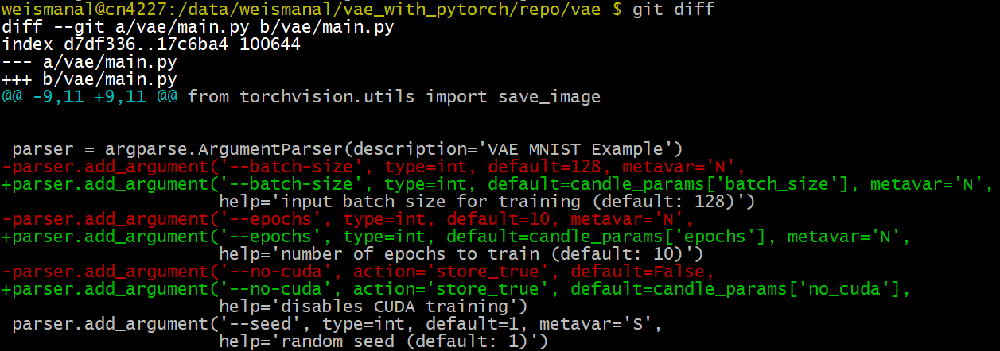 weismanal@cn4227:/data/weismanal/vae_with_pytorch/repo/vae $ git diff
diff --git a/vae/main.py b/vae/main.py
index d7df336..17c6ba4 100644
--- a/vae/main.py
+++ b/vae/main.py
@@ -9,11 +9,11 @@ from torchvision.utils import save_image
 parser = argparse.ArgumentParser(description='VAE MNIST Example')
-parser.add_argument('--batch-size', type=int, default=128, metavar='N',
+parser.add_argument('--batch-size', type=int, default=candle_params['batch_size'], metavar='N',
                     help='input batch size for training (default: 128)')
-parser.add_argument('--epochs', type=int, default=10, metavar='N',
+parser.add_argument('--epochs', type=int, default=candle_params['epochs'], metavar='N',
                     help='number of epochs to train (default: 10)')
-parser.add_argument('--no-cuda', action='store_true', default=False,
+parser.add_argument('--no-cuda', action='store_true', default=candle_params['no_cuda'],
                     help='disables CUDA training')
 parser.add_argument('--seed', type=int, default=1, metavar='S',
                     help='random seed (default: 1)')